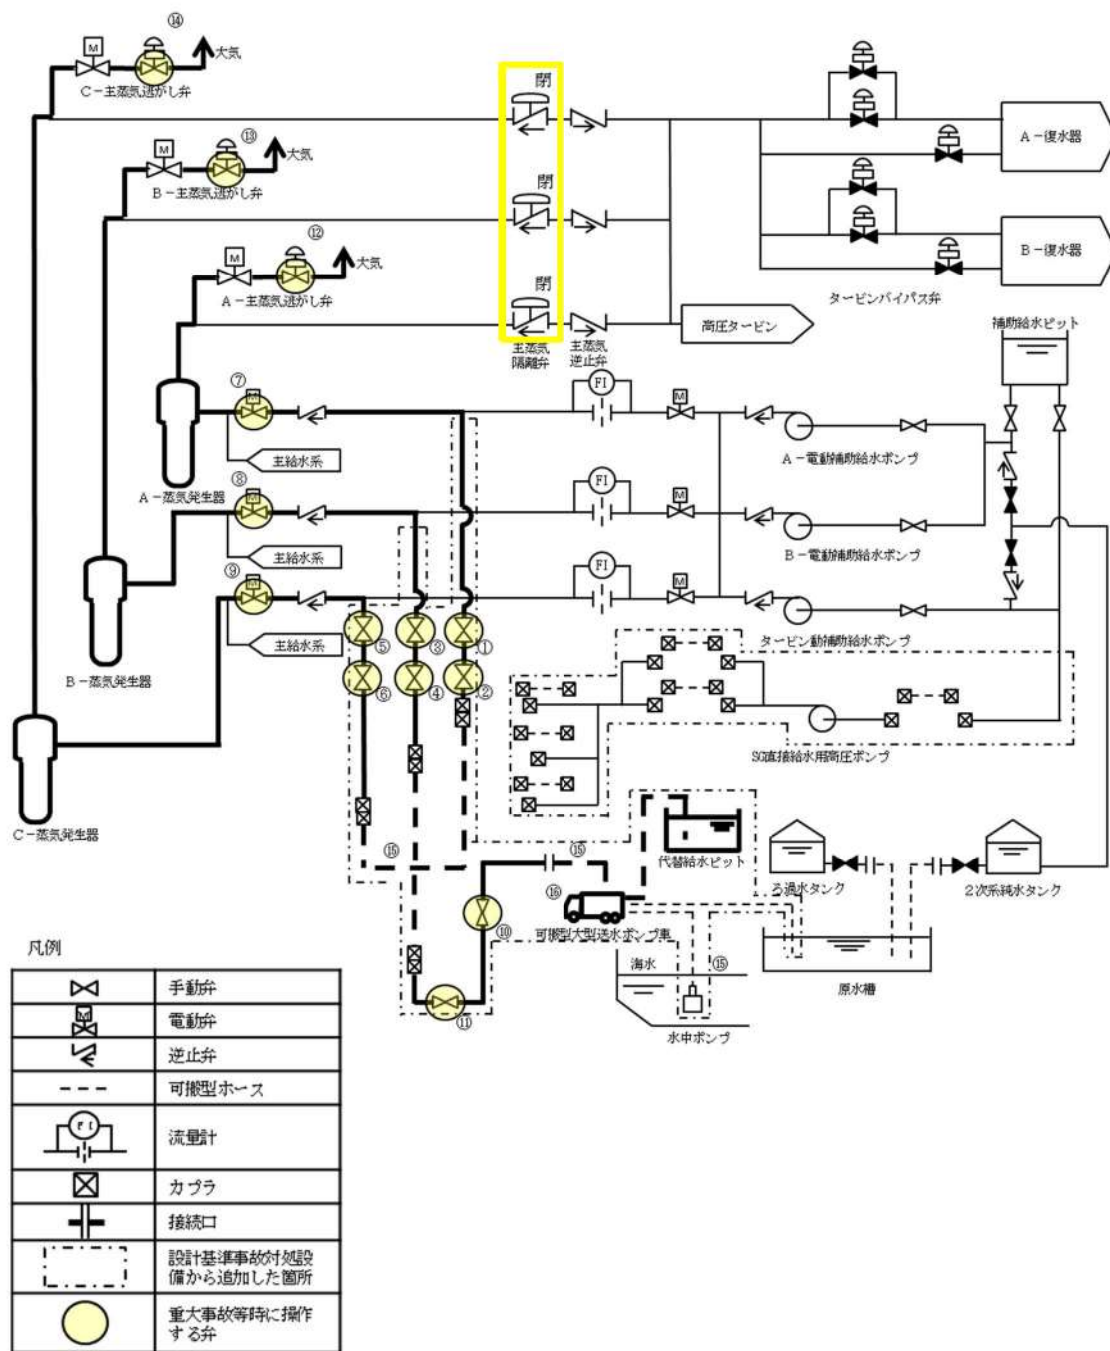 ⑭
M
大気
C-主蒸気逃がし弁
閉
A-復水器
⑬
M
大気
B-主蒸気逃がし弁
閉
⑫
M
大気
A-主蒸気逃がし弁
閉
B-復水器
タービンバイパス弁
高圧タービン
補助給水ピット
主蒸気
隔離弁
主蒸気
逆止弁
⑦
M
FI
M
主給水系
A-電動補助給水ポンプ
A-蒸気発生器
⑧
M
FI
M
主給水系
B-電動補助給水ポンプ
⑨
M
FI
M
主給水系
タービン動補助給水ポンプ
⑤
③
①
B-蒸気発生器
⑥
④
②
SG直接給水用高圧ポンプ
C-蒸気発生器
⑮
⑮
代替給水ピット
ろ過水タンク
2次系純水タンク
⑯
⑩
可搬型大型送水ポンプ車
海水
⑮
原水槽
⑪
水中ポンプ
凡例
手動弁
M
電動弁
逆止弁
可搬型ホース
FI
流量計
カプラ
接続口
設計基準事故対処設
備から追加した箇所
重大事故等時に操作
する弁